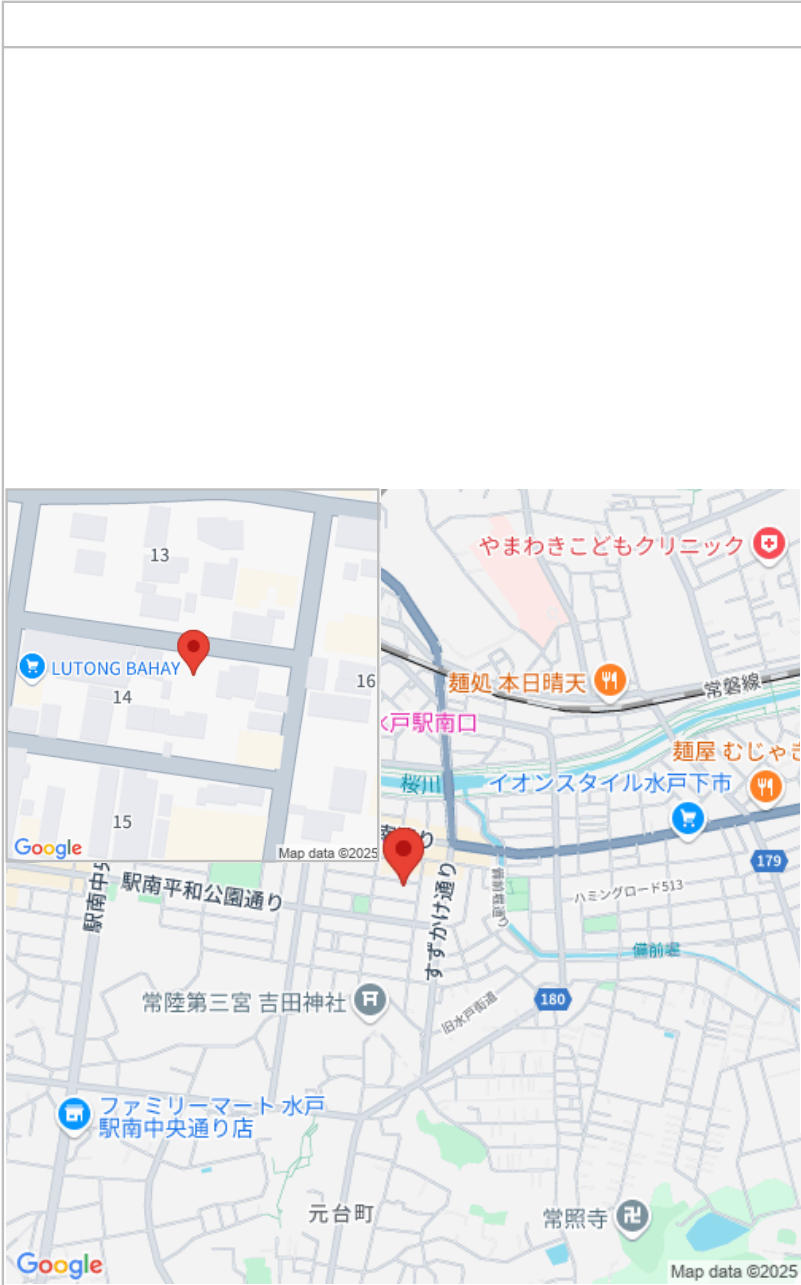 13
LUTONG BAHAY
14
16
15
Google
Map data ©2025
やまわきこどもクリニック
麺処 本日晴天
常磐線
水戸駅南口
麺屋 むじゃき
桜川
イオンスタイル水戸下市
179
駅南平和公園通り
すずかけ通り
備前堀通り
ハミングロード513
備前堀
180
常陸第三宮 吉田神社
旧水戸街道
ファミリーマート 水戸
駅南中央通り店
元台町
常照寺
Google
Map data ©2025